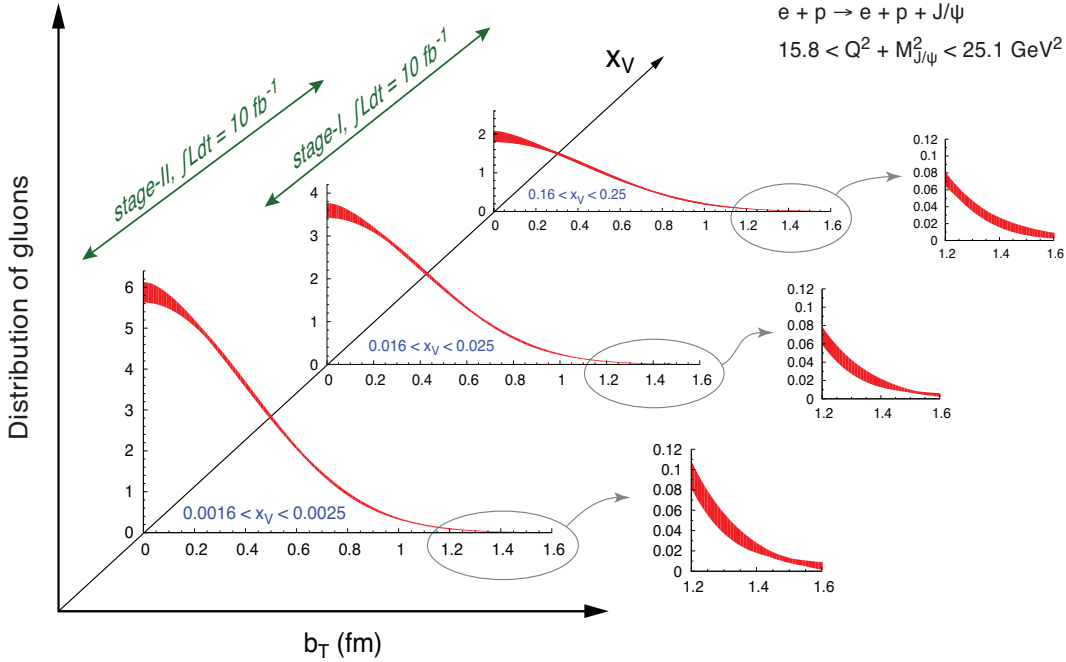 e + p → e + p + J/ψ
15.8 < Q² + M²_J/ψ < 25.1 GeV²
stage-II, ∫Ldt = 10 fb⁻¹
stage-I, ∫Ldt = 10 fb⁻¹
x_V
Distribution of gluons
b_T (fm)
2
1
0
0 0.2 0.4 0.6 0.8 1 1.2 1.4 1.6
0.16 < x_V < 0.25
0.12
0.1
0.08
0.06
0.04
0.02
0
1.2 1.4 1.6
4
3
2
1
0
0 0.2 0.4 0.6 0.8 1 1.2 1.4 1.6
0.016 < x_V < 0.025
0.12
0.1
0.08
0.06
0.04
0.02
0
1.2 1.4 1.6
6
5
4
3
2
1
0
0 0.2 0.4 0.6 0.8 1 1.2 1.4 1.6
0.0016 < x_V < 0.0025
0.12
0.1
0.08
0.06
0.04
0.02
0
1.2 1.4 1.6